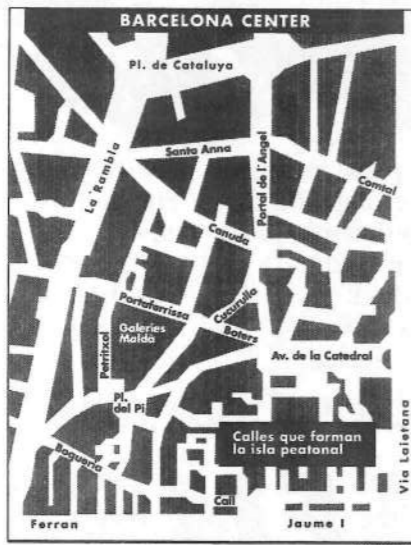 BARCELONA CENTER
Pl. de Cataluya
La Rambla
Santa Anna
Portal de l'Angel
Comtal
Canuda
Portaferrissa
Cucurulla
Boters
Galeries
Maldà
Petritxol
Av. de la Catedral
Pl.
del Pi
Calles que forman
la isla peatonal
Boqueria
Call
Via Laietana
Ferran
Jaume I